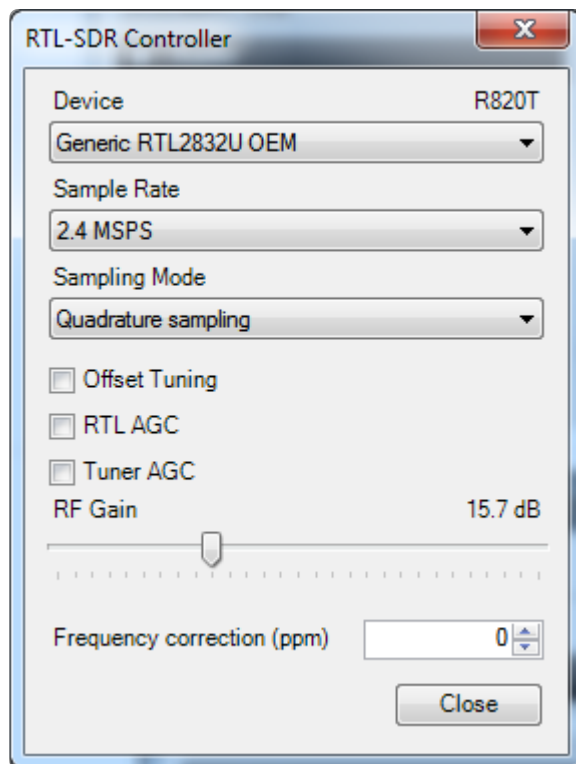 RTL-SDR Controller
Device R820T
Generic RTL2832U OEM
Sample Rate
2.4 MSPS
Sampling Mode
Quadrature sampling
Offset Tuning
RTL AGC
Tuner AGC
RF Gain 15.7 dB
Frequency correction (ppm) 0
Close